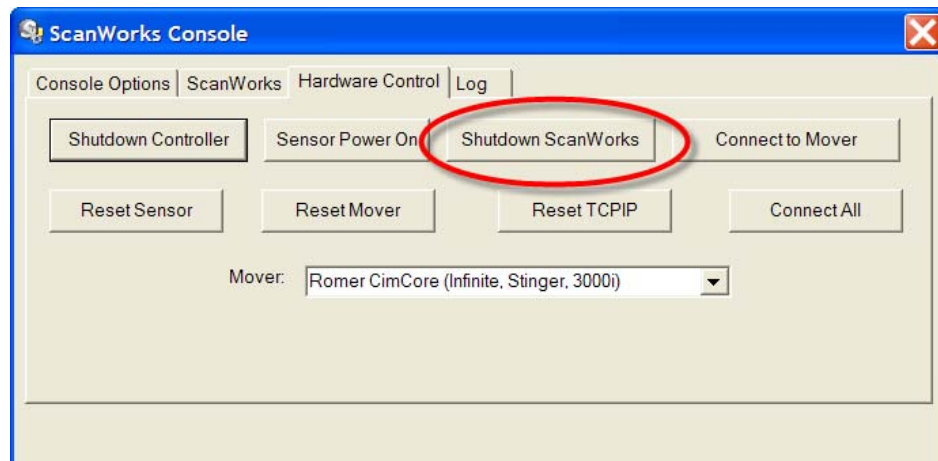 ScanWorks Console
Console Options ScanWorks Hardware Control Log
Shutdown Controller Sensor Power On Shutdown ScanWorks Connect to Mover
Reset Sensor Reset Mover Reset TCPIP Connect All
Mover: Romer CimCore (Infinite, Stinger, 3000i)